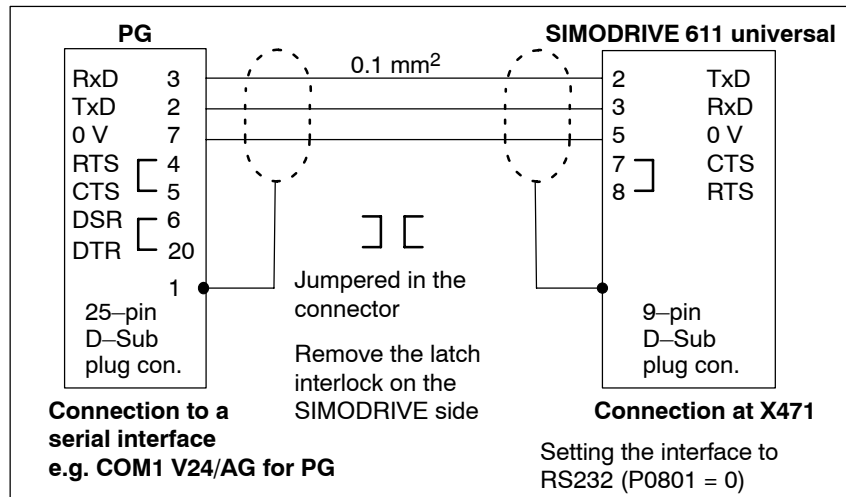 PG
SIMODRIVE 611 universal
0.1 mm²
RxD 3
TxD 2
0 V 7
RTS 4
CTS 5
DSR 6
DTR 20
1
25–pin
D–Sub
plug con.
2 TxD
3 RxD
5 0 V
7 CTS
8 RTS
9–pin
D–Sub
plug con.
Jumpered in the
connector
Remove the latch
interlock on the
SIMODRIVE side
Connection to a
serial interface
e.g. COM1 V24/AG for PG
Connection at X471
Setting the interface to
RS232 (P0801 = 0)